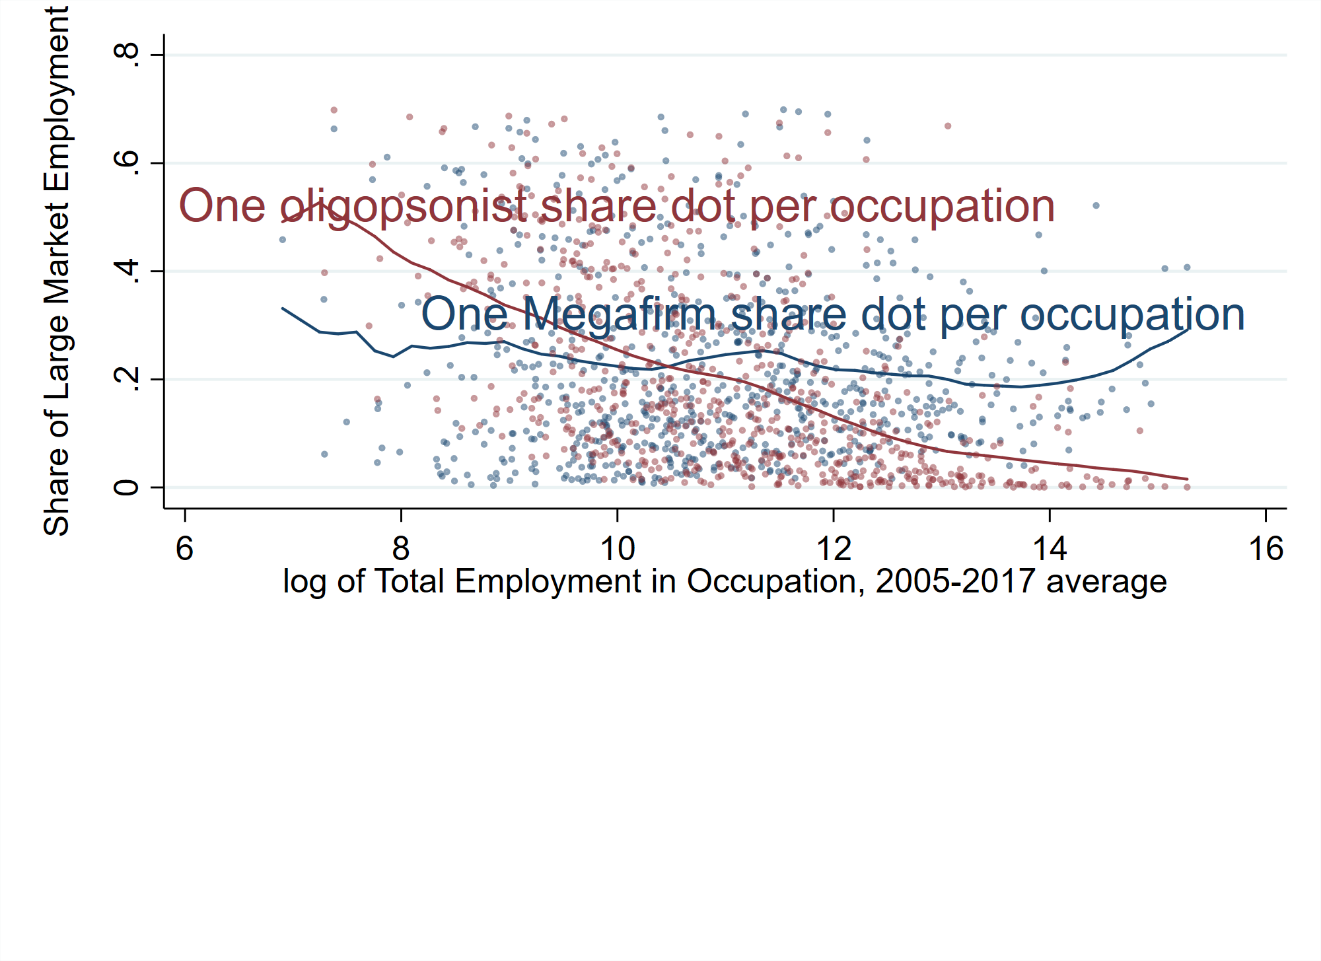 Share of Large Market Employment
.8
.6
.4
.2
0
One oligopsonist share dot per occupation
One Megafirm share dot per occupation
6 8 10 12 14 16
log of Total Employment in Occupation, 2005-2017 average